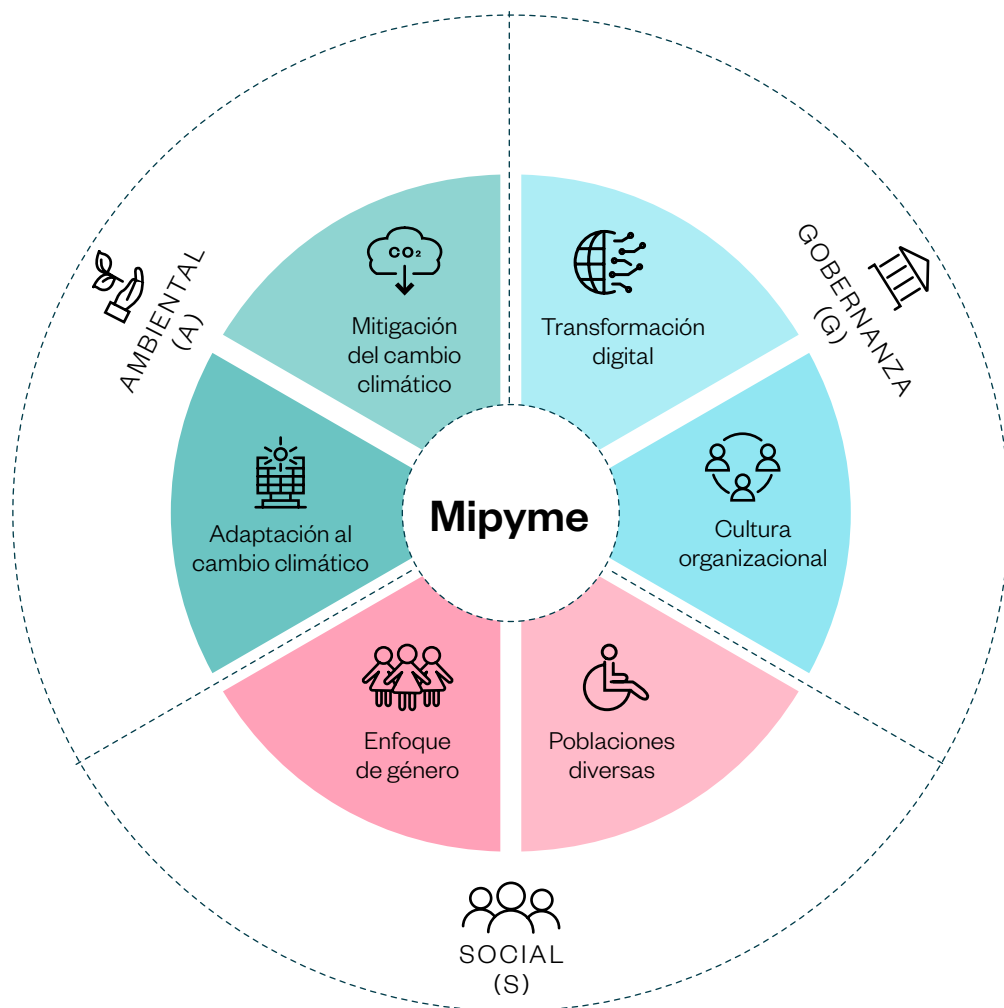 AMBIENTAL
(A)
GOBERNANZA
(G)
CO₂
Mitigación
del cambio
climático
Transformación
digital
Adaptación al
cambio climático
Mipyme
Cultura
organizacional
Enfoque
de género
Poblaciones
diversas
SOCIAL
(S)